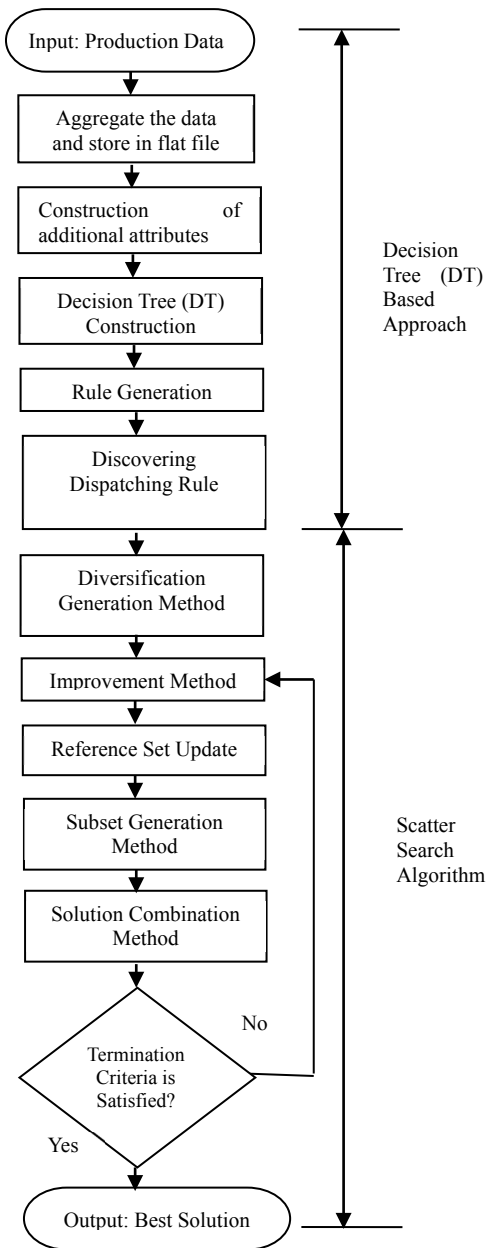 Input: Production Data
Aggregate the data
and store in flat file
Construction of
additional attributes
Decision Tree (DT)
Construction
Rule Generation
Discovering
Dispatching Rule
Decision
Tree (DT)
Based
Approach
Diversification
Generation Method
Improvement Method
Reference Set Update
Subset Generation
Method
Solution Combination
Method
Scatter
Search
Algorithm
No
Termination
Criteria is
Satisfied?
Yes
Output: Best Solution